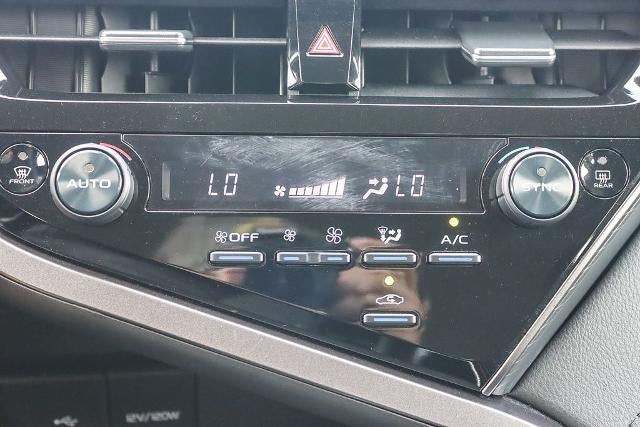 FRONT
AUTO
LO
LO
SYNC
REAR
OFF
A/C
12V/120W